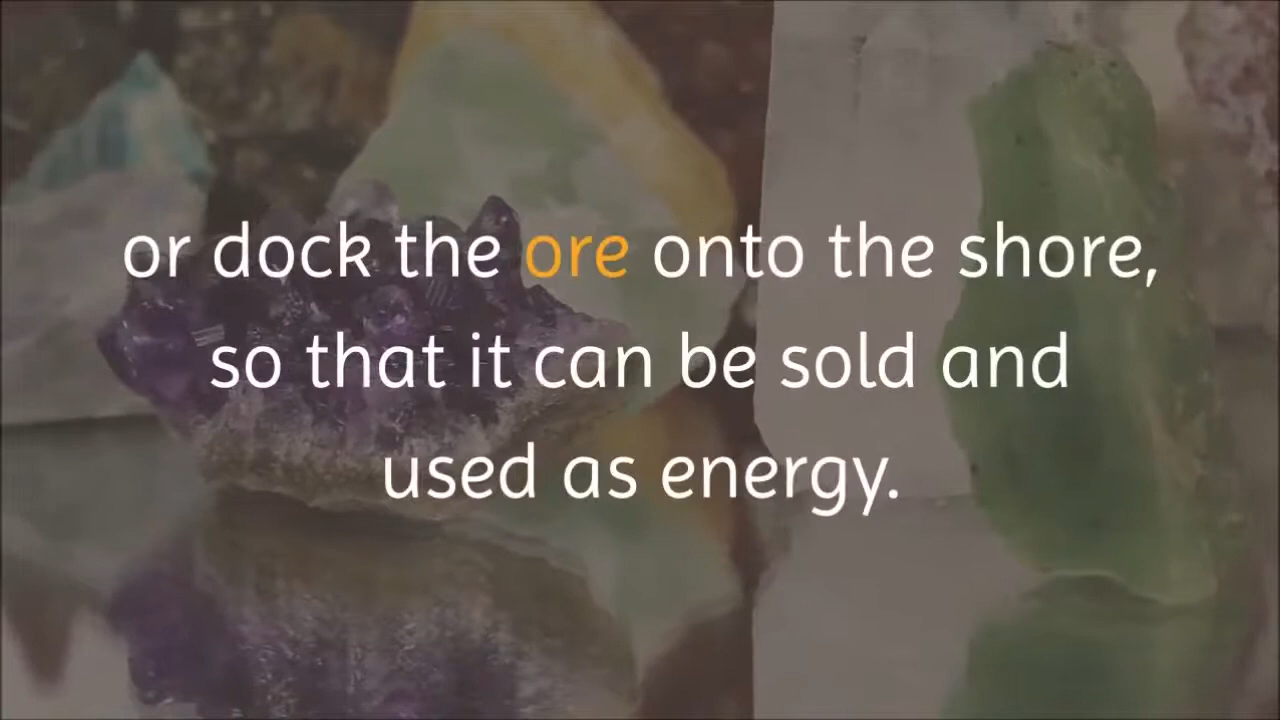 or dock the ore onto the shore,
so that it can be sold and
used as energy.